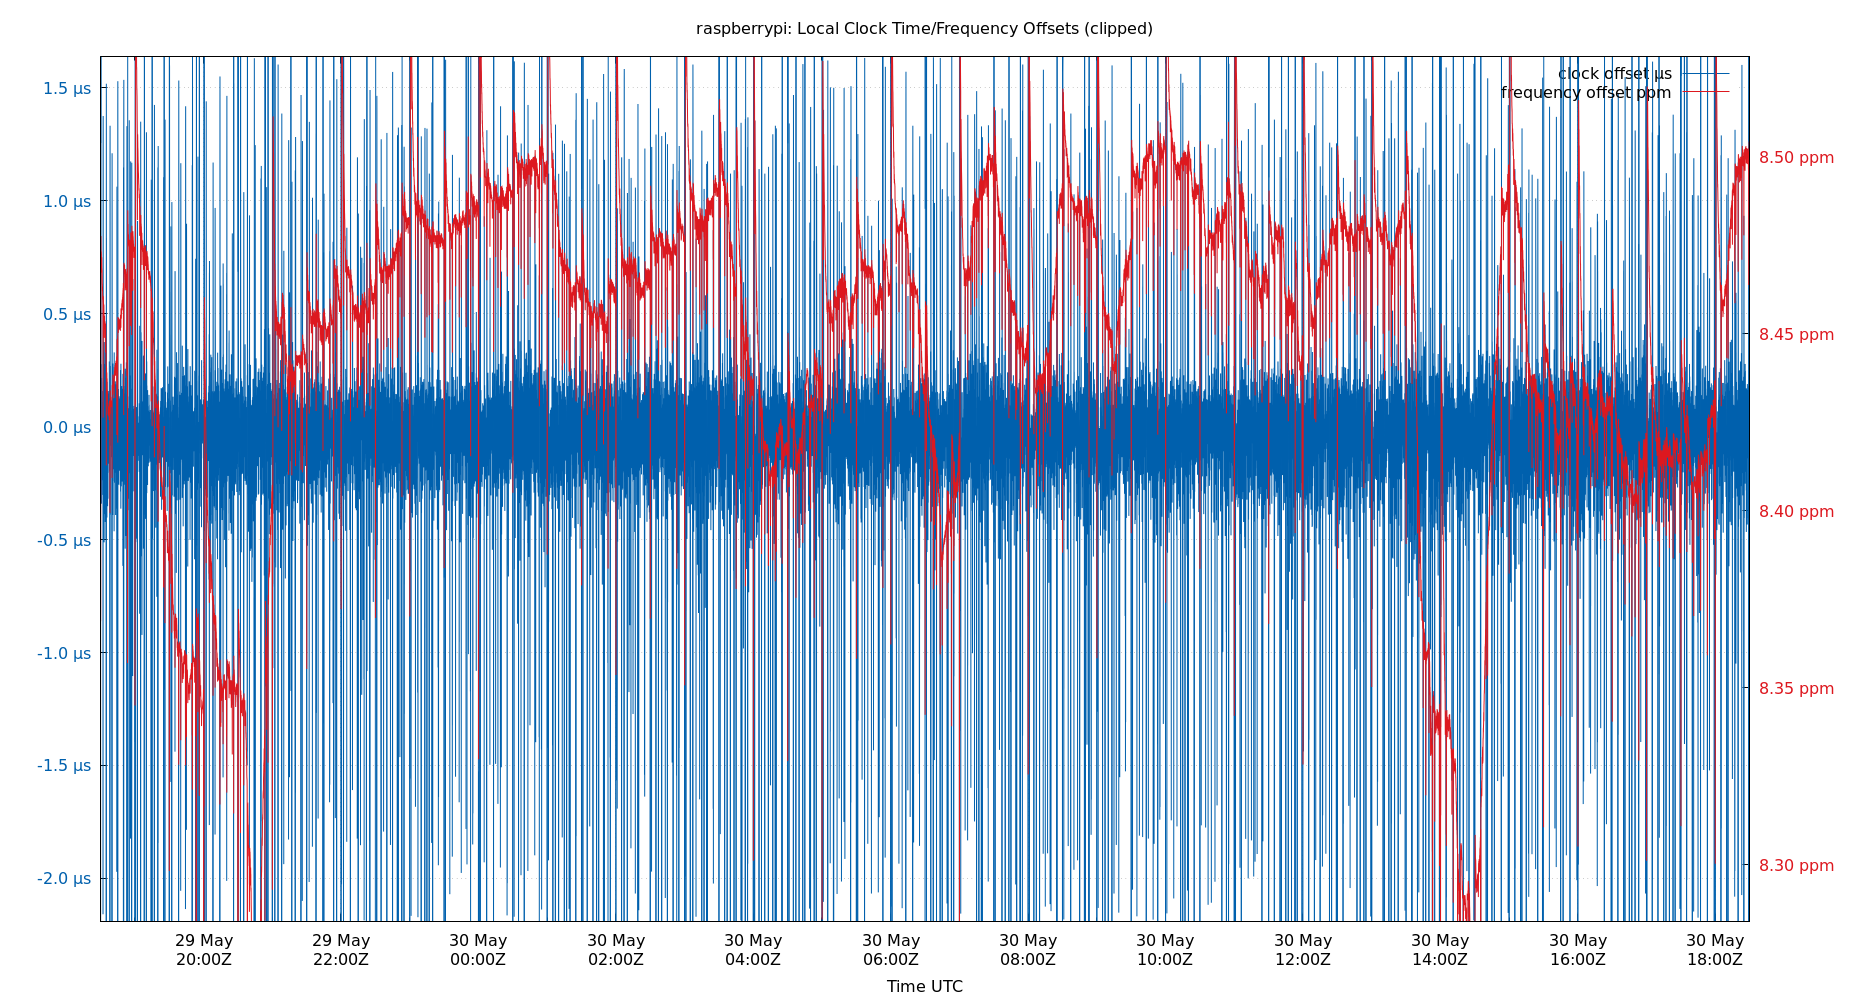 raspberrypi: Local Clock Time/Frequency Offsets (clipped)
clock offset µs
frequency offset ppm
1.5 µs
1.0 µs
0.5 µs
0.0 µs
-0.5 µs
-1.0 µs
-1.5 µs
-2.0 µs
8.50 ppm
8.45 ppm
8.40 ppm
8.35 ppm
8.30 ppm
29 May 29 May 30 May 30 May 30 May 30 May 30 May 30 May 30 May 30 May 30 May 30 May
20:00Z 22:00Z 00:00Z 02:00Z 04:00Z 06:00Z 08:00Z 10:00Z 12:00Z 14:00Z 16:00Z 18:00Z
Time UTC